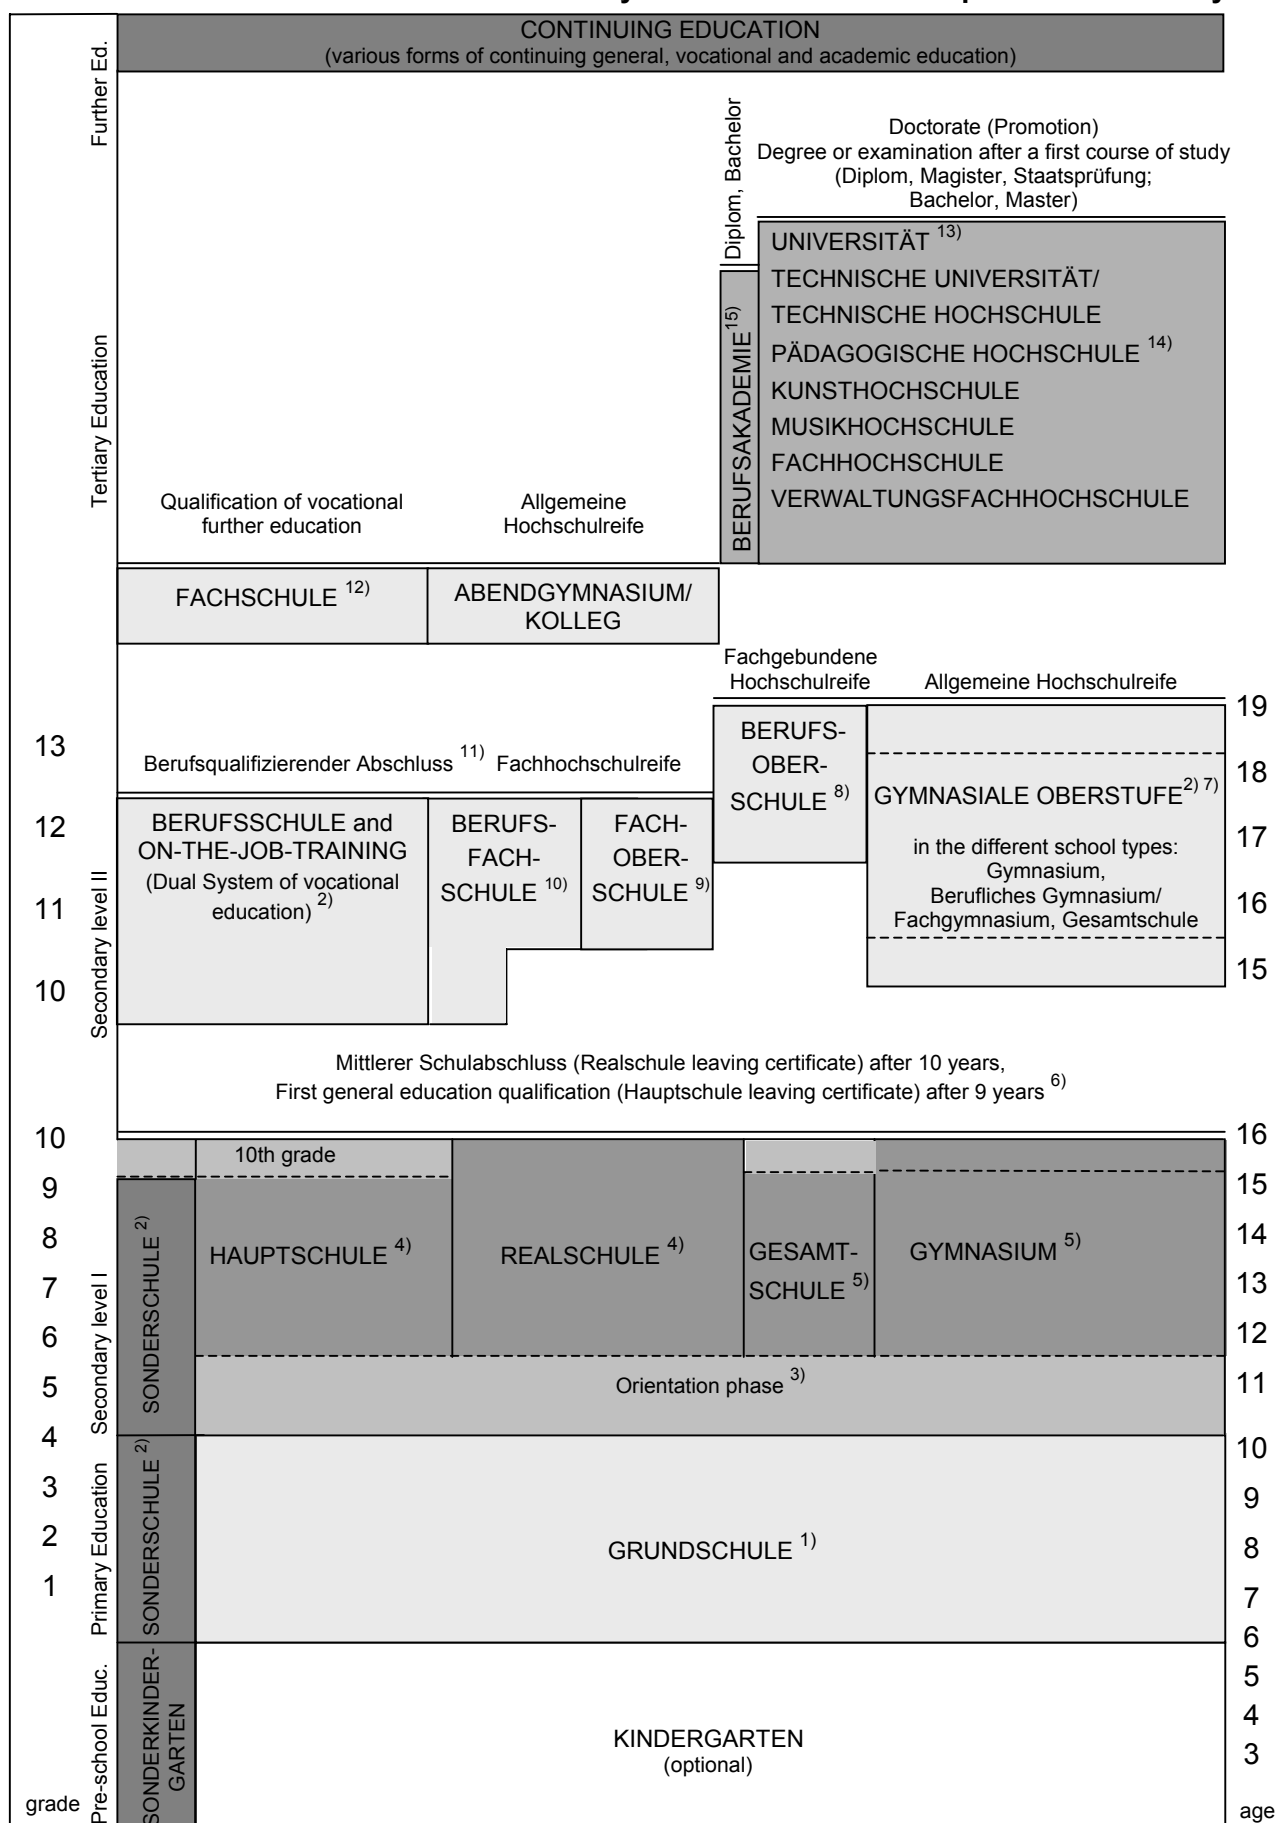 CONTINUING EDUCATION
(various forms of continuing general, vocational and academic education)
Further Ed.
Diplom, Bachelor
Doctorate (Promotion)
Degree or examination after a first course of study
(Diplom, Magister, Staatsprüfung;
Bachelor, Master)
Tertiary Education
BERUFSAKADEMIE 15)
UNIVERSITÄT 13)
TECHNISCHE UNIVERSITÄT/
TECHNISCHE HOCHSCHULE
PÄDAGOGISCHE HOCHSCHULE 14)
KUNSTHOCHSCHULE
MUSIKHOCHSCHULE
FACHHOCHSCHULE
VERWALTUNGSFACHHOCHSCHULE
Qualification of vocational
further education
Allgemeine
Hochschulreife
FACHSCHULE 12)
ABENDGYMNASIUM/
KOLLEG
Fachgebundene
Hochschulreife
Allgemeine Hochschulreife
13
12
11
10
Secondary level II
Berufsqualifizierender Abschluss 11)
Fachhochschulreife
BERUFSSCHULE and
ON-THE-JOB-TRAINING
(Dual System of vocational
education) 2)
BERUFS-
FACH-
SCHULE 10)
FACH-
OBER-
SCHULE 9)
BERUFS-
OBER-
SCHULE 8)
GYMNASIALE OBERSTUFE 2) 7)
in the different school types:
Gymnasium,
Berufliches Gymnasium/
Fachgymnasium, Gesamtschule
19
18
17
16
15
Mittlerer Schulabschluss (Realschule leaving certificate) after 10 years,
First general education qualification (Hauptschule leaving certificate) after 9 years 6)
10
9
8
7
6
5
4
3
2
1
Secondary level I
SONDERSCHULE 2)
10th grade
HAUPTSCHULE 4)
REALSCHULE 4)
GESAMT-
SCHULE 5)
GYMNASIUM 5)
Orientation phase 3)
Primary Education
SONDERSCHULE 2)
GRUNDSCHULE 1)
Pre-school Educ.
SONDERKINDER-
GARTEN
KINDERGARTEN
(optional)
16
15
14
13
12
11
10
9
8
7
6
5
4
3
grade
age